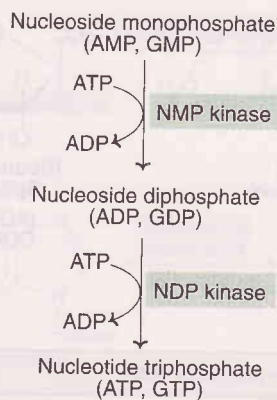 Nucleoside monophosphate
(AMP, GMP)
ATP
NMP kinase
ADP
Nucleoside diphosphate
(ADP, GDP)
ATP
NDP kinase
ADP
Nucleotide triphosphate
(ATP, GTP)